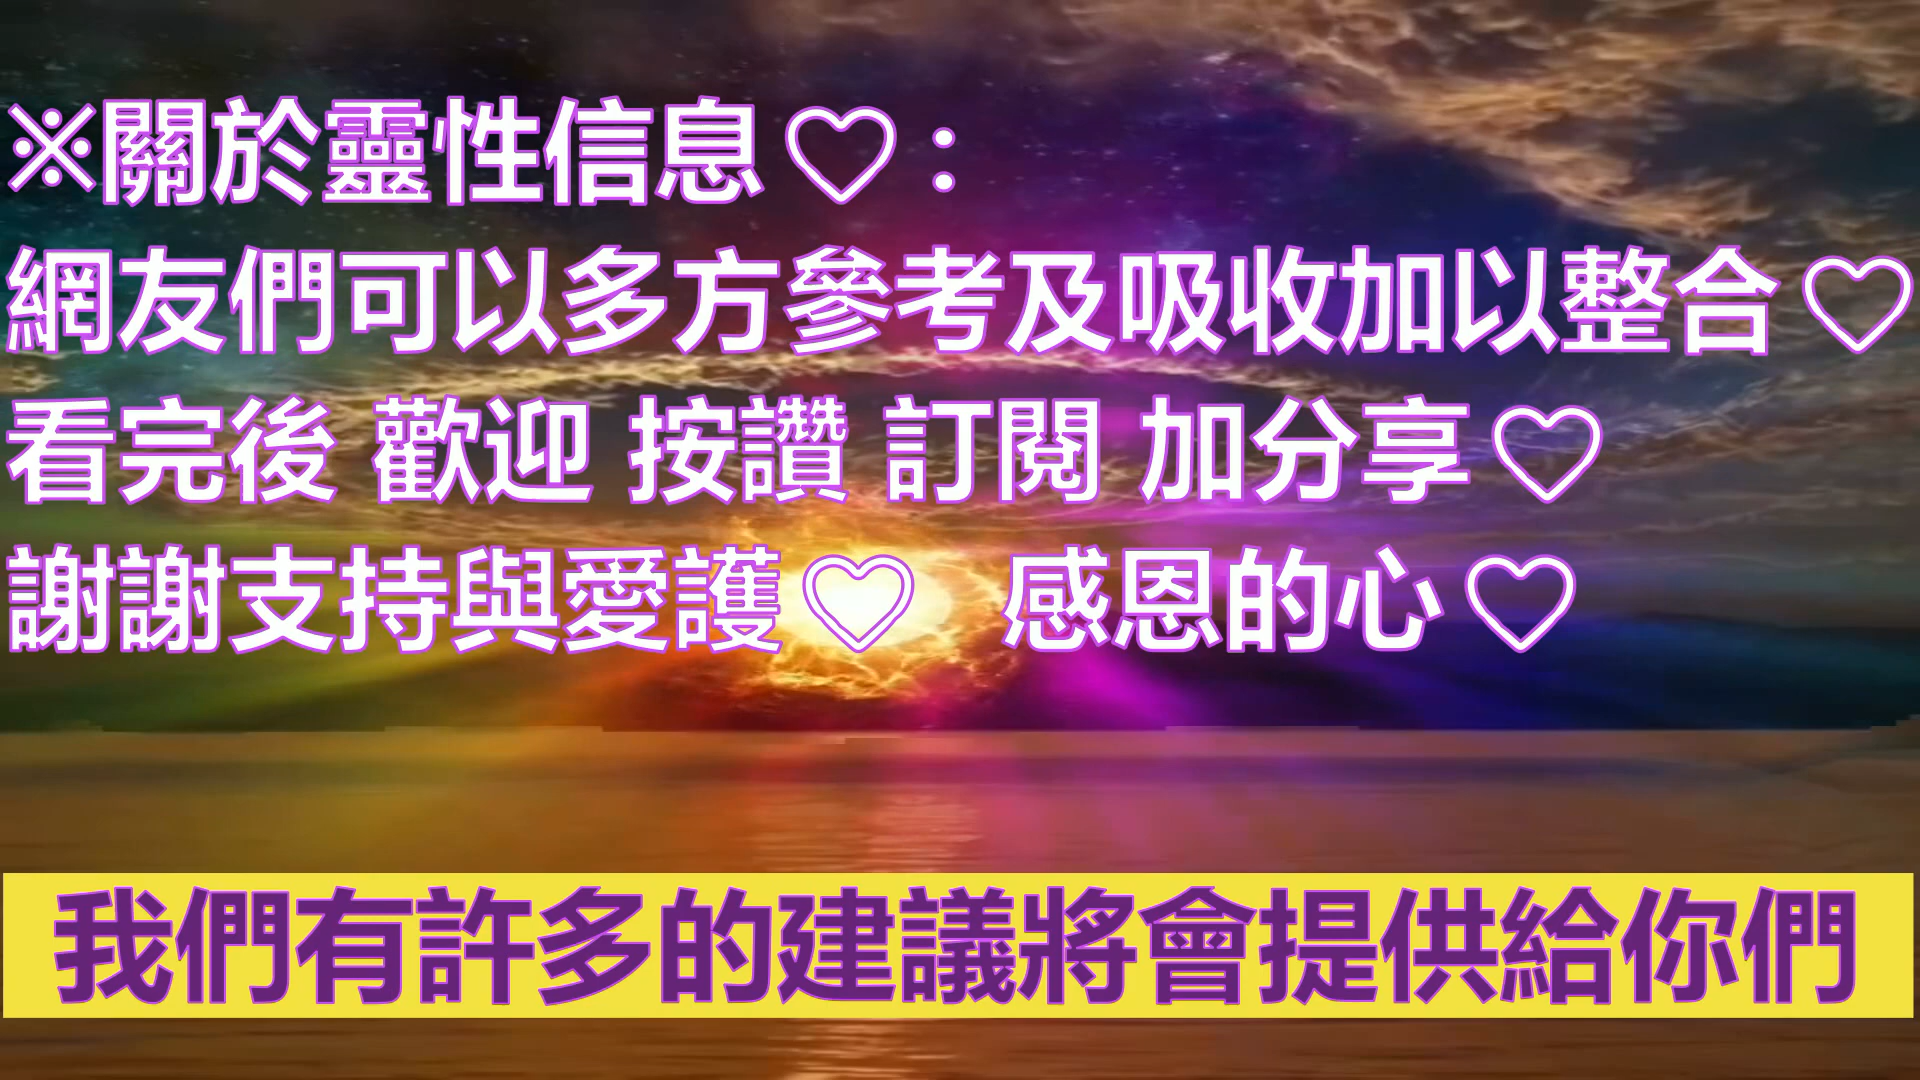 ※關於靈性信息♡：
網友們可以多方參考及吸收加以整合♡
看完後 歡迎 按讚 訂閱 加分享♡
謝謝支持與愛護♡ 感恩的心♡
我們有許多的建議將會提供給你們